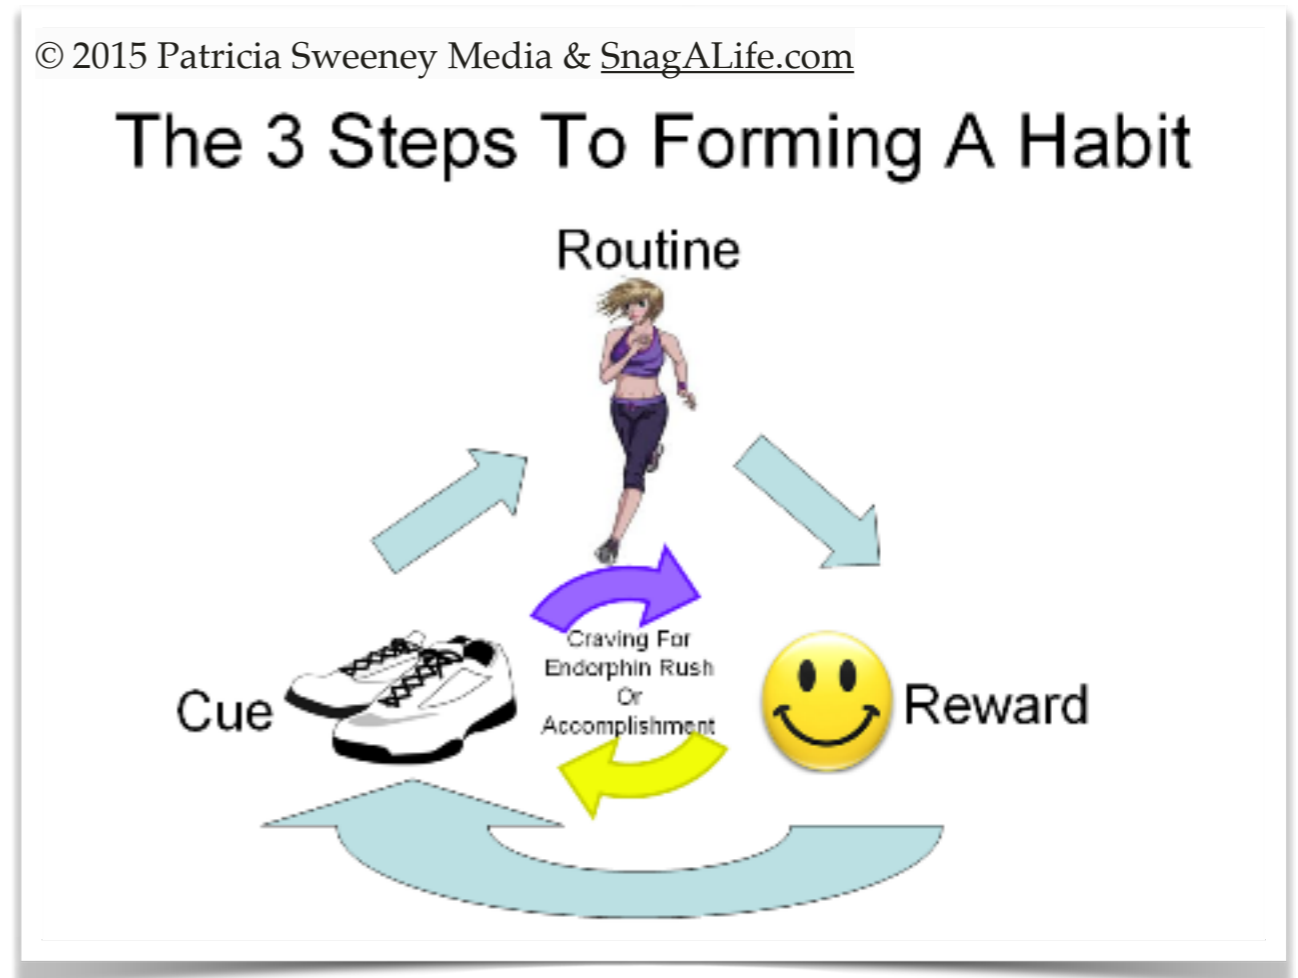 © 2015 Patricia Sweeney Media & SnagALife.com
The 3 Steps To Forming A Habit
Routine
Craving For
Endorphin Rush
Or
Accomplishment
Cue
Reward